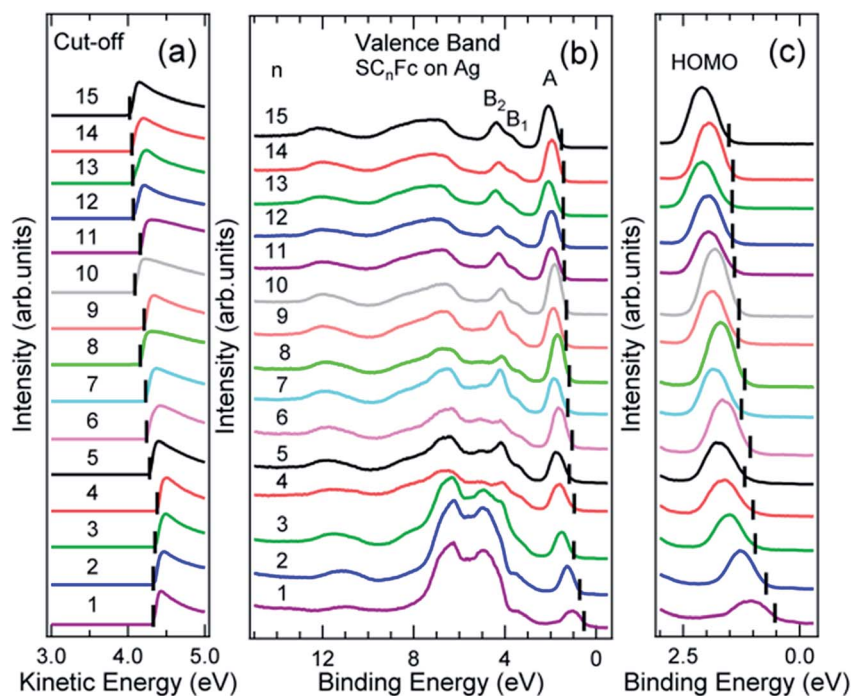 Cut-off
(a)
Intensity (arb.units)
15
14
13
12
11
10
9
8
7
6
5
4
3
2
1
3.0 4.0 5.0
Kinetic Energy (eV)
Valence Band
SCnFc on Ag
(b)
n
A
B2
B1
Intensity (arb.units)
15
14
13
12
11
10
9
8
7
6
5
4
3
2
1
12 8 4 0
Binding Energy (eV)
(c)
HOMO
Intensity (arb.units)
2.5 0.0
Binding Energy (eV)